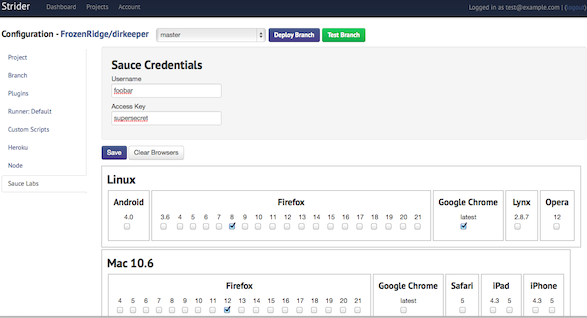 Strider Dashboard Projects Account Logged in as test@example.com | (logout)
Configuration - FrozenRidge/dirkeeper master Deploy Branch Test Branch
Project
Branch
Plugins
Runner: Default
Custom Scripts
Heroku
Node
Sauce Labs
Sauce Credentials
Username
foobar
Access Key
supersecret
Save Clear Browsers
Linux
Android Firefox Google Chrome Lynx Opera
4.0 3.6 4 5 6 7 8 9 10 11 12 13 14 15 16 17 18 19 20 21 latest 2.8.7 12
Mac 10.6
Firefox Google Chrome Safari iPad iPhone
4 5 6 7 8 9 10 11 12 13 14 15 16 17 18 19 20 21 latest 5 4.3 5 4.3 5